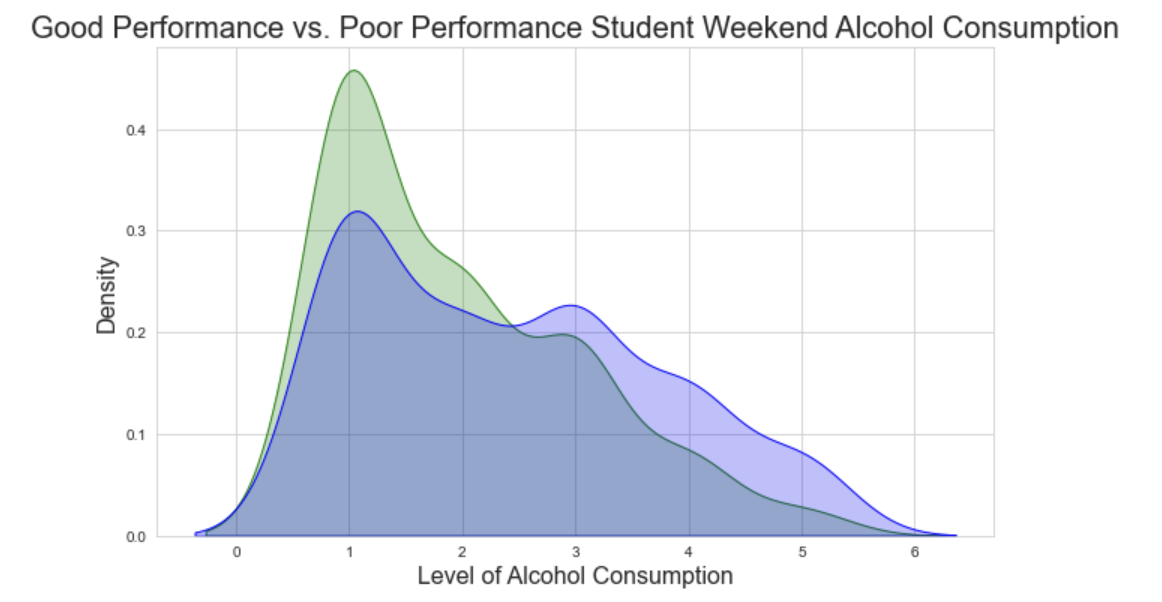 Good Performance vs. Poor Performance Student Weekend Alcohol Consumption
0.4
0.3
0.2
0.1
0.0
Density
0 1 2 3 4 5 6
Level of Alcohol Consumption